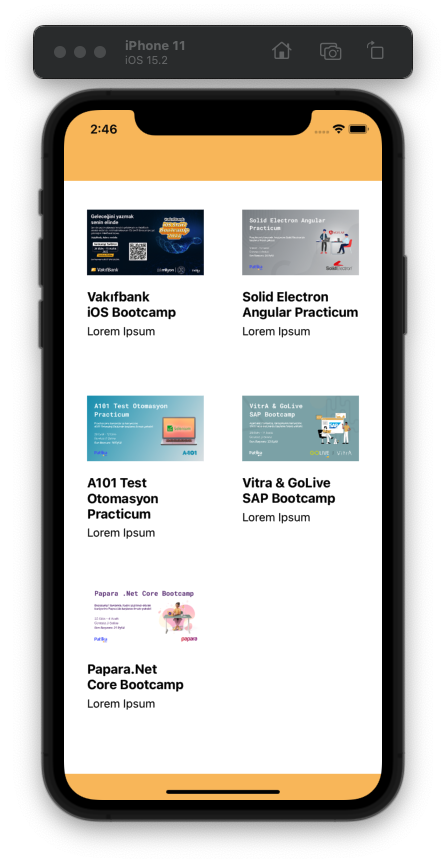 iPhone 11
iOS 15.2
2:46
Geleceğini yazmak
senin elinde
VakıfBank
Solid Electron Angular
Practicum
Vakıfbank
iOS Bootcamp
Lorem Ipsum
Solid Electron
Angular Practicum
Lorem Ipsum
A101 Test Otomasyon
Practicum
A101
VitrA & GoLive
SAP Bootcamp
SAP
GOLIVE
VitrA
A101 Test
Otomasyon
Practicum
Lorem Ipsum
Vitra & GoLive
SAP Bootcamp
Lorem Ipsum
Papara .Net Core Bootcamp
papara
Papara.Net
Core Bootcamp
Lorem Ipsum